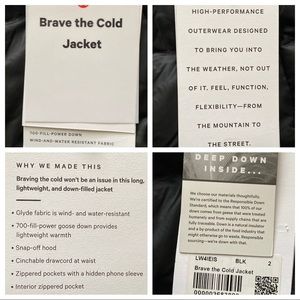 Brave the Cold
Jacket
700-FILL-POWER DOWN
WIND-AND-WATER RESISTANT FABRIC
HIGH-PERFORMANCE
OUTERWEAR DESIGNED
TO BRING YOU INTO
THE WEATHER, NOT OUT
OF IT. FEEL, FUNCTION,
FLEXIBILITY—FROM
THE MOUNTAIN TO
THE STREET.
WHY WE MADE THIS
Braving the cold won't be an issue in this long,
lightweight, and down-filled jacket
• Glyde fabric is wind- and water-resistant
• 700-fill-power goose down provides
lightweight warmth
• Snap-off hood
• Cinchable drawcord at waist
• Zippered pockets with a hidden phone sleeve
• Interior zippered pocket
DEEP DOWN
INSIDE...
We choose our materials thoughtfully.
We're certified to the Responsible Down
Standard, which means that 100% of our
down comes from geese that were treated
humanely and from supply chains that are
traceable. Down is a natural insulator
and a by-product of the food industry that
might otherwise go to waste. Responsible
sourcing—we're down with that.
LW4IEIS BLK 2
Brave the Cold Jacket